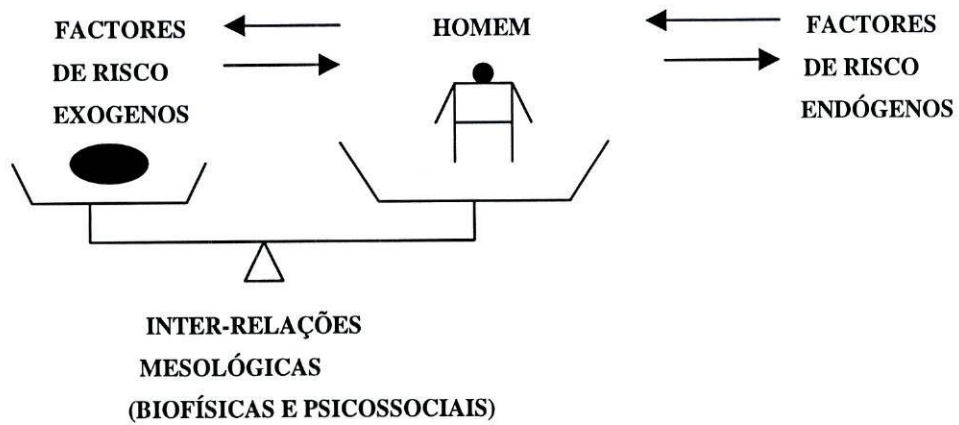 FACTORES
DE RISCO
EXOGENOS
HOMEM
FACTORES
DE RISCO
ENDÓGENOS
INTER-RELAÇÕES
MESOLÓGICAS
(BIOFÍSICAS E PSICOSSOCIAIS)